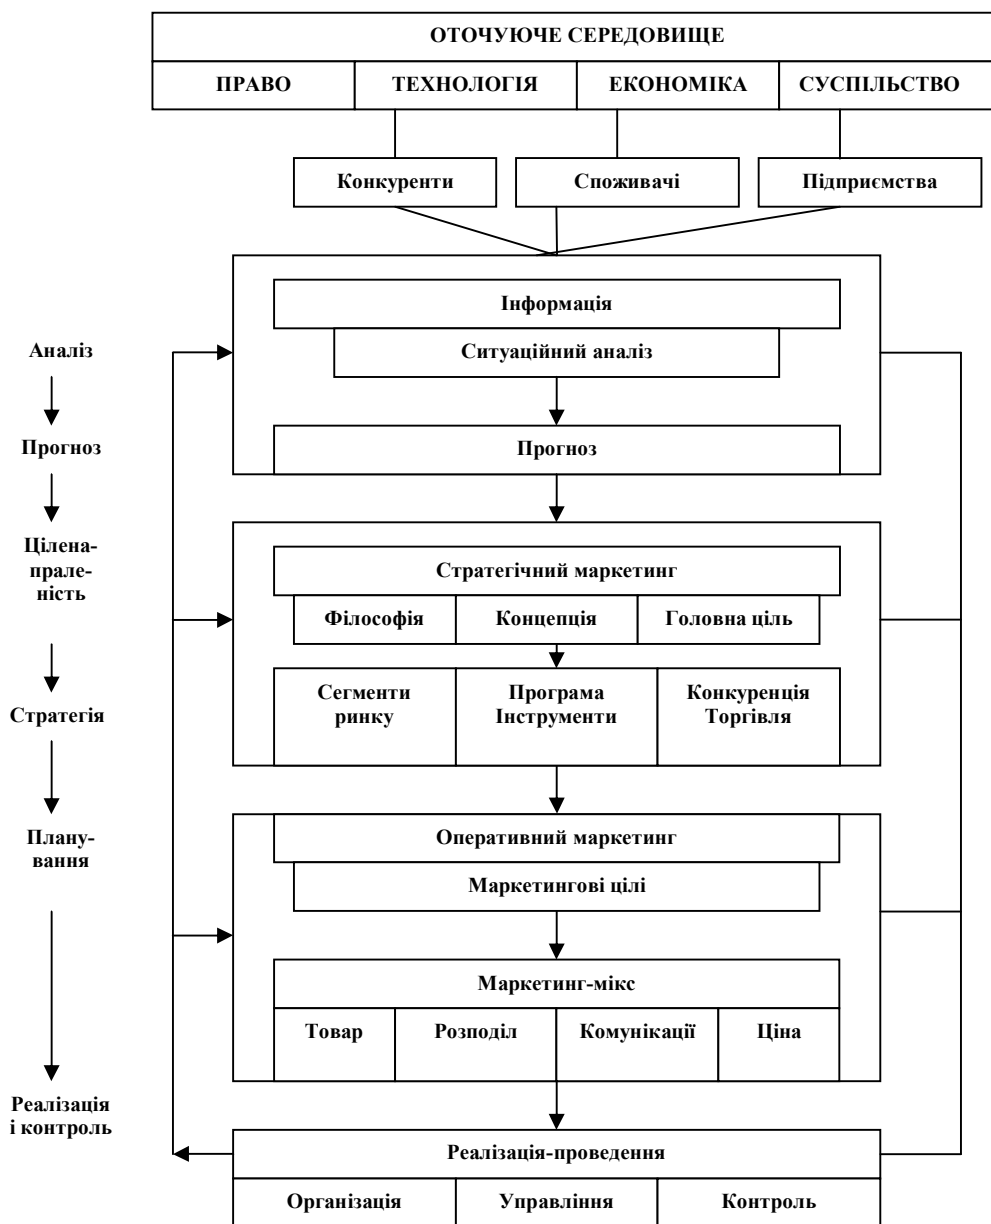 ОТОЧУЮЧЕ СЕРЕДОВИЩЕ
ПРАВО
ТЕХНОЛОГІЯ
ЕКОНОМІКА
СУСПІЛЬСТВО
Конкуренти
Споживачі
Підприємства
Інформація
Ситуаційний аналіз
Прогноз
Аналіз
Прогноз
Цілена-
прале-
ність
Стратегія
Плану-
вання
Реалізація
і контроль
Стратегічний маркетинг
Філософія
Концепція
Головна ціль
Сегменти
ринку
Програма
Інструменти
Конкуренція
Торгівля
Оперативний маркетинг
Маркетингові цілі
Маркетинг-мікс
Товар
Розподіл
Комунікації
Ціна
Реалізація-проведення
Організація
Управління
Контроль